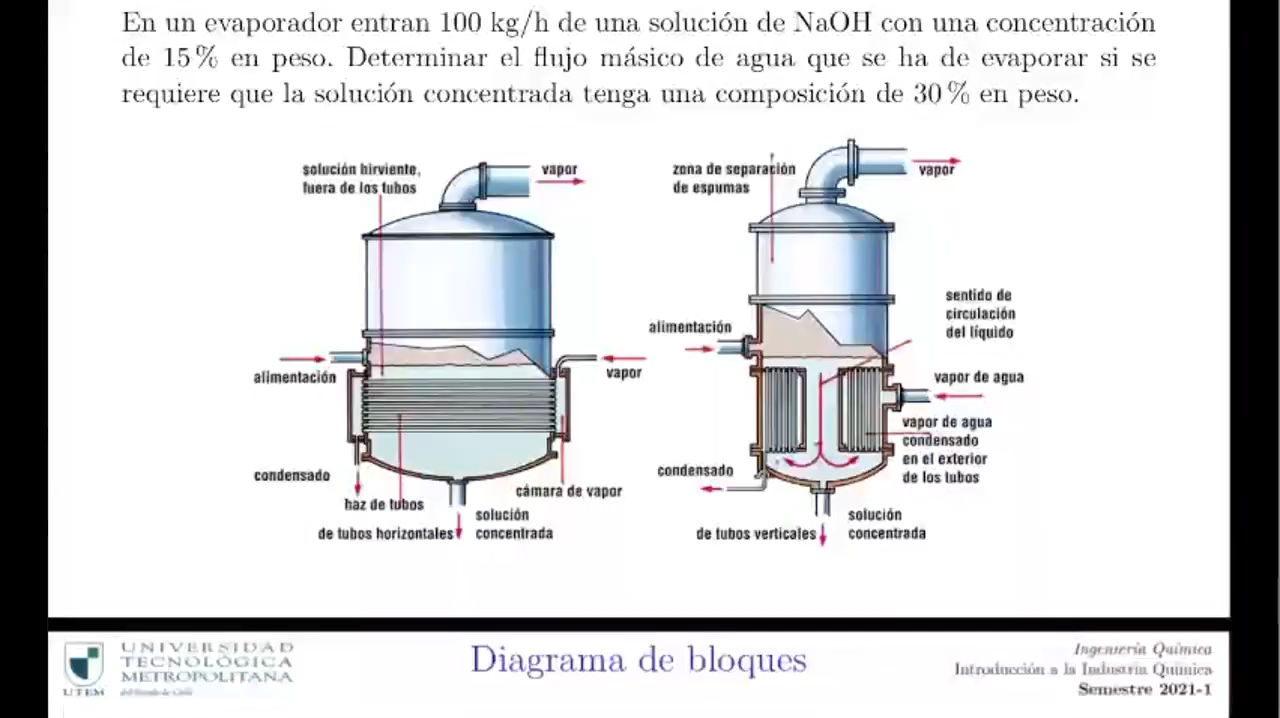 En un evaporador entran 100 kg/h de una solución de NaOH con una concentración
de 15 % en peso. Determinar el flujo másico de agua que se ha de evaporar si se
requiere que la solución concentrada tenga una composición de 30 % en peso.
solución hirviente,
fuera de los tubos
vapor
alimentación
vapor
condensado
haz de tubos
cámara de vapor
de tubos horizontales
solución
concentrada
zona de separación
de espumas
vapor
sentido de
circulación
del líquido
alimentación
vapor de agua
vapor de agua
condensado
en el exterior
de los tubos
condensado
de tubos verticales
solución
concentrada
UNIVERSIDAD
TECNOLÓGICA
METROPOLITANA
del Estado de Chile
UTEM
Diagrama de bloques
Ingeniería Química
Introducción a la Industria Química
Semestre 2021-1